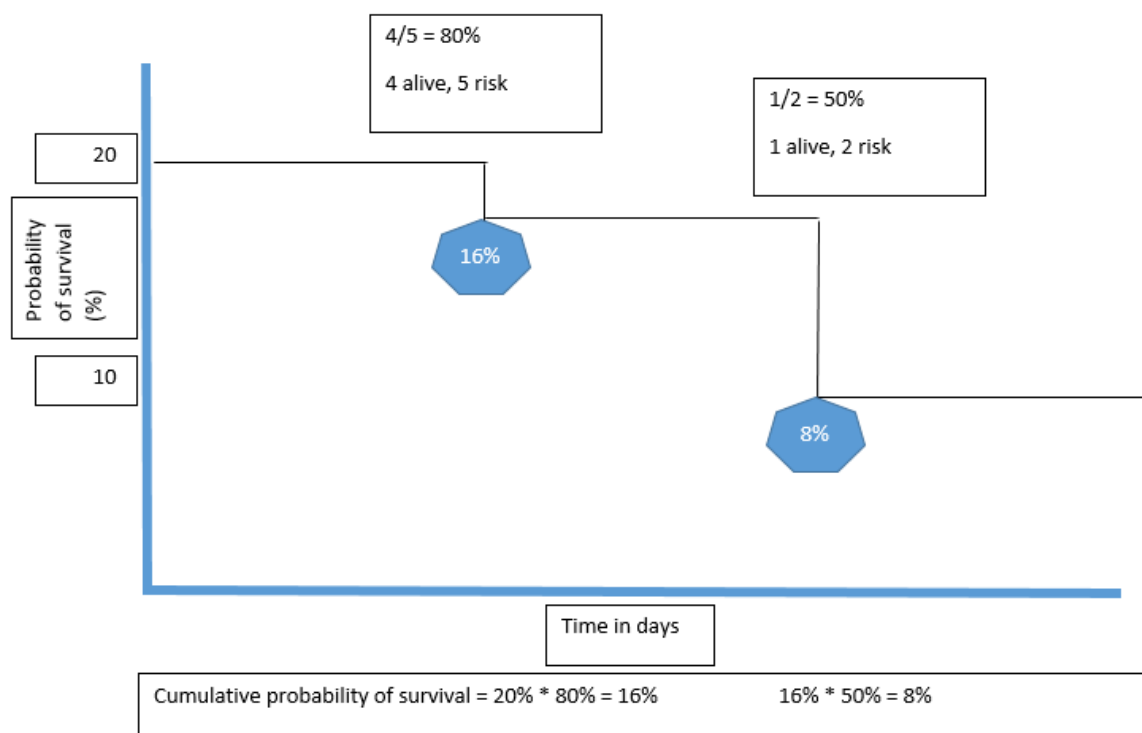 4/5 = 80%
4 alive, 5 risk
1/2 = 50%
1 alive, 2 risk
20
Probability
of survival
(%)
16%
10
8%
Time in days
Cumulative probability of survival = 20% * 80% = 16% 16% * 50% = 8%